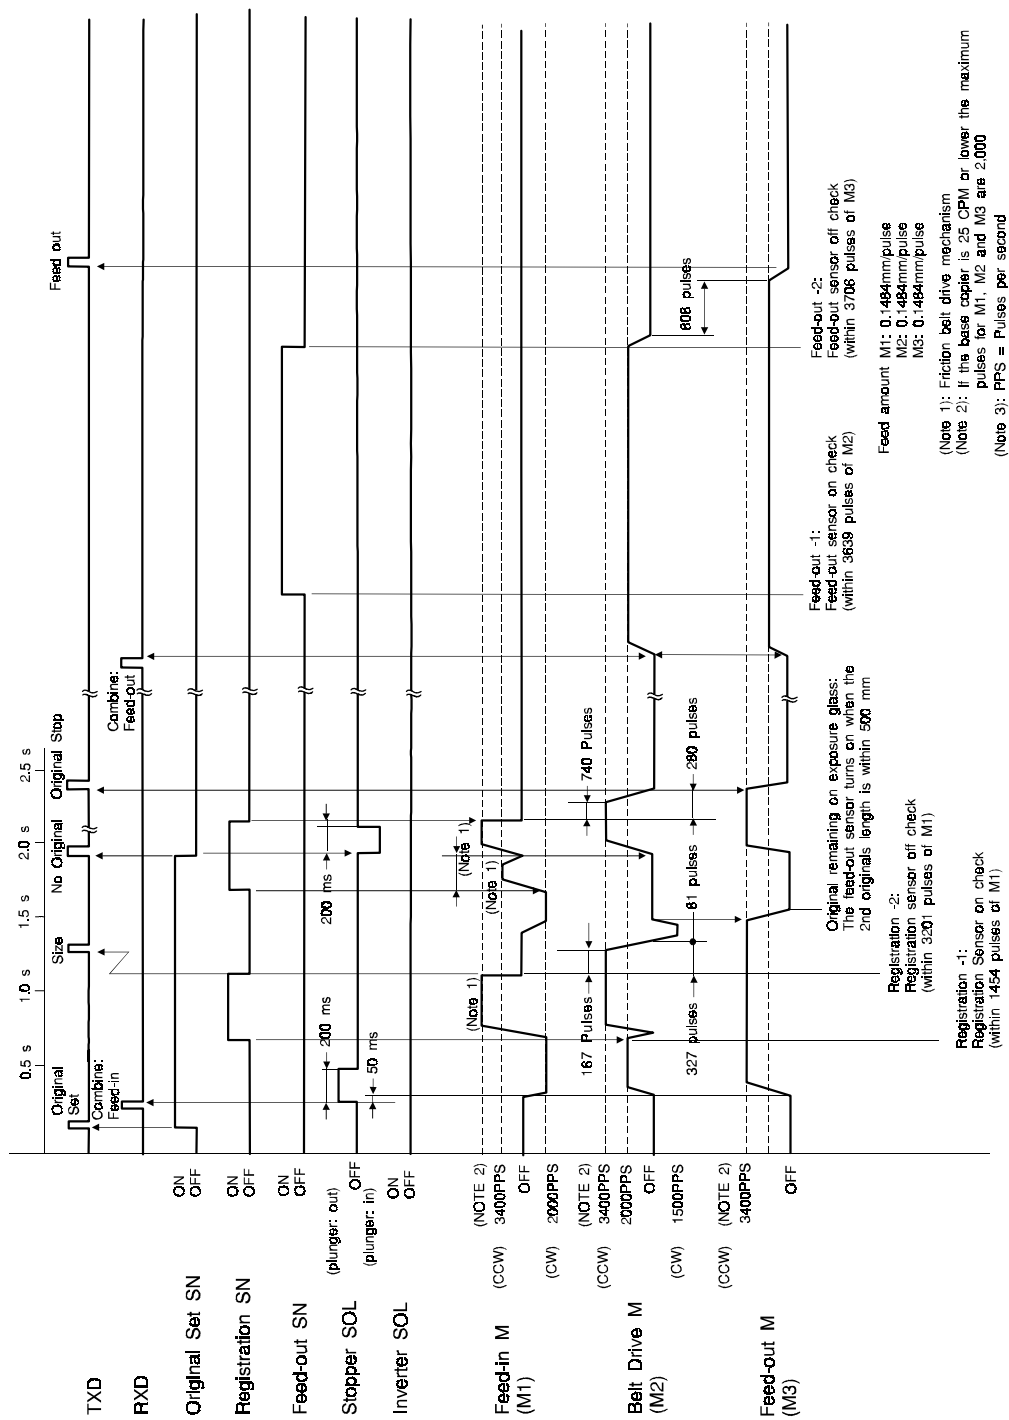 TXD
RXD
Original Set SN
Registration SN
Feed-out SN
Stopper SOL
Inverter SOL
Feed-in M
(M1)
Belt Drive M
(M2)
Feed-out M
(M3)
ON
OFF
ON
OFF
ON
OFF
(plunger: out)
OFF
(plunger: in)
ON
OFF
(NOTE 2)
(CCW) 3400PPS
OFF
(CW) 2000PPS
(NOTE 2)
(CCW) 3400PPS
2000PPS
OFF
(CW) 1500PPS
(NOTE 2)
(CCW) 3400PPS
OFF
0.5 s
1.0 s
1.5 s
2.0 s
2.5 s
Original
Set
Combine:
Feed-in
Size
No Original
Original Stop
Combine:
Feed-out
Feed out
200 ms
50 ms
200 ms
(Note 1)
(Note 1)
(Note 1)
167 Pulses
740 Pulses
327 pulses
61 pulses
280 pulses
808 pulses
Original remaining on exposure glass:
The feed-out sensor turns on when the
2nd originals length is within 500 mm
Registration -2:
Registration sensor off check
(within 3201 pulses of M1)
Registration -1:
Registration Sensor on check
(within 1454 pulses of M1)
Feed-out -1:
Feed-out sensor on check
(within 3639 pulses of M2)
Feed-out -2:
Feed-out sensor off check
(within 3706 pulses of M3)
Feed amount M1: 0.1484mm/pulse
M2: 0.1484mm/pulse
M3: 0.1484mm/pulse
(Note 1): Friction belt drive mechanism
(Note 2): If the base copier is 25 CPM or lower the maximum
pulses for M1, M2 and M3 are 2,000
(Note 3): PPS = Pulses per second